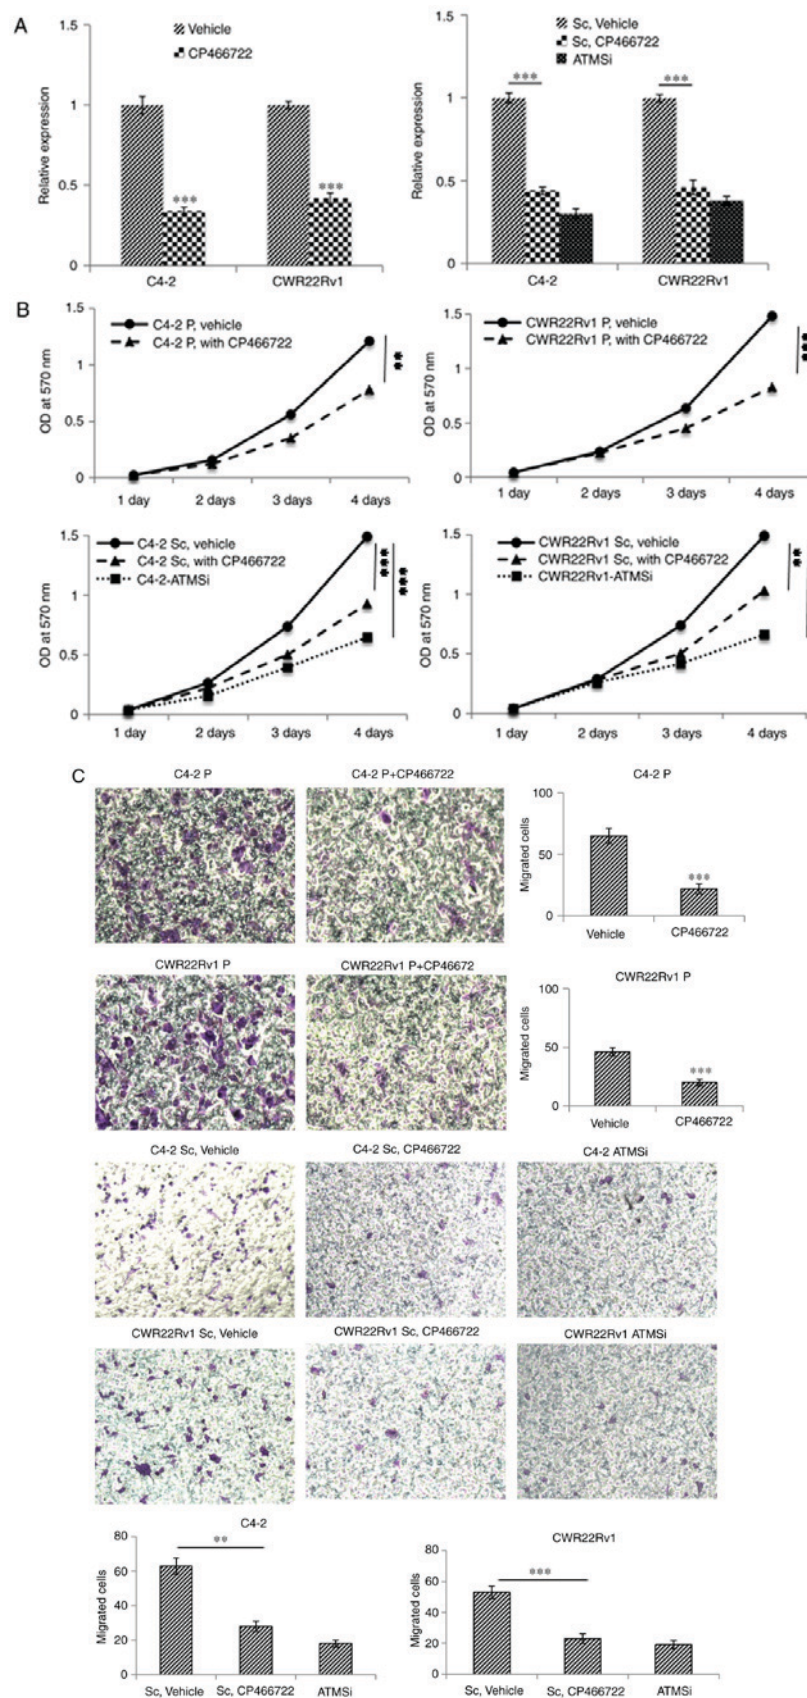 A
Relative expression
1.5
1
0.5
0
Vehicle
CP466722
***
***
C4-2
CWR22Rv1
Relative expression
1.5
1
0.5
0
Sc, Vehicle
Sc, CP466722
ATMSi
***
***
C4-2
CWR22Rv1
B
OD at 570 nm
1.5
1
0.5
0
C4-2 P, vehicle
C4-2 P, with CP466722
**
1 day 2 days 3 days 4 days
OD at 570 nm
1.5
1
0.5
0
CWR22Rv1 P, vehicle
CWR22Rv1 P, with CP466722
***
1 day 2 days 3 days 4 days
OD at 570 nm
1.5
1
0.5
0
C4-2 Sc, vehicle
C4-2 Sc, with CP466722
C4-2-ATMSi
***
***
1 day 2 days 3 days 4 days
OD at 570 nm
1.5
1
0.5
0
CWR22Rv1 Sc, vehicle
CWR22Rv1 Sc, with CP466722
CWR22Rv1-ATMSi
**
1 day 2 days 3 days 4 days
C
C4-2 P
C4-2 P+CP466722
C4-2 P
Migrated cells
100
50
0
***
Vehicle CP466722
CWR22Rv1 P
CWR22Rv1 P+CP46672
CWR22Rv1 P
Migrated cells
100
50
0
***
Vehicle CP466722
C4-2 Sc, Vehicle
C4-2 Sc, CP466722
C4-2 ATMSi
CWR22Rv1 Sc, Vehicle
CWR22Rv1 Sc, CP466722
CWR22Rv1 ATMSi
C4-2
Migrated cells
80
60
40
20
0
**
Sc, Vehicle Sc, CP466722 ATMSi
CWR22Rv1
Migrated cells
80
60
40
20
0
***
Sc, Vehicle Sc, CP466722 ATMSi